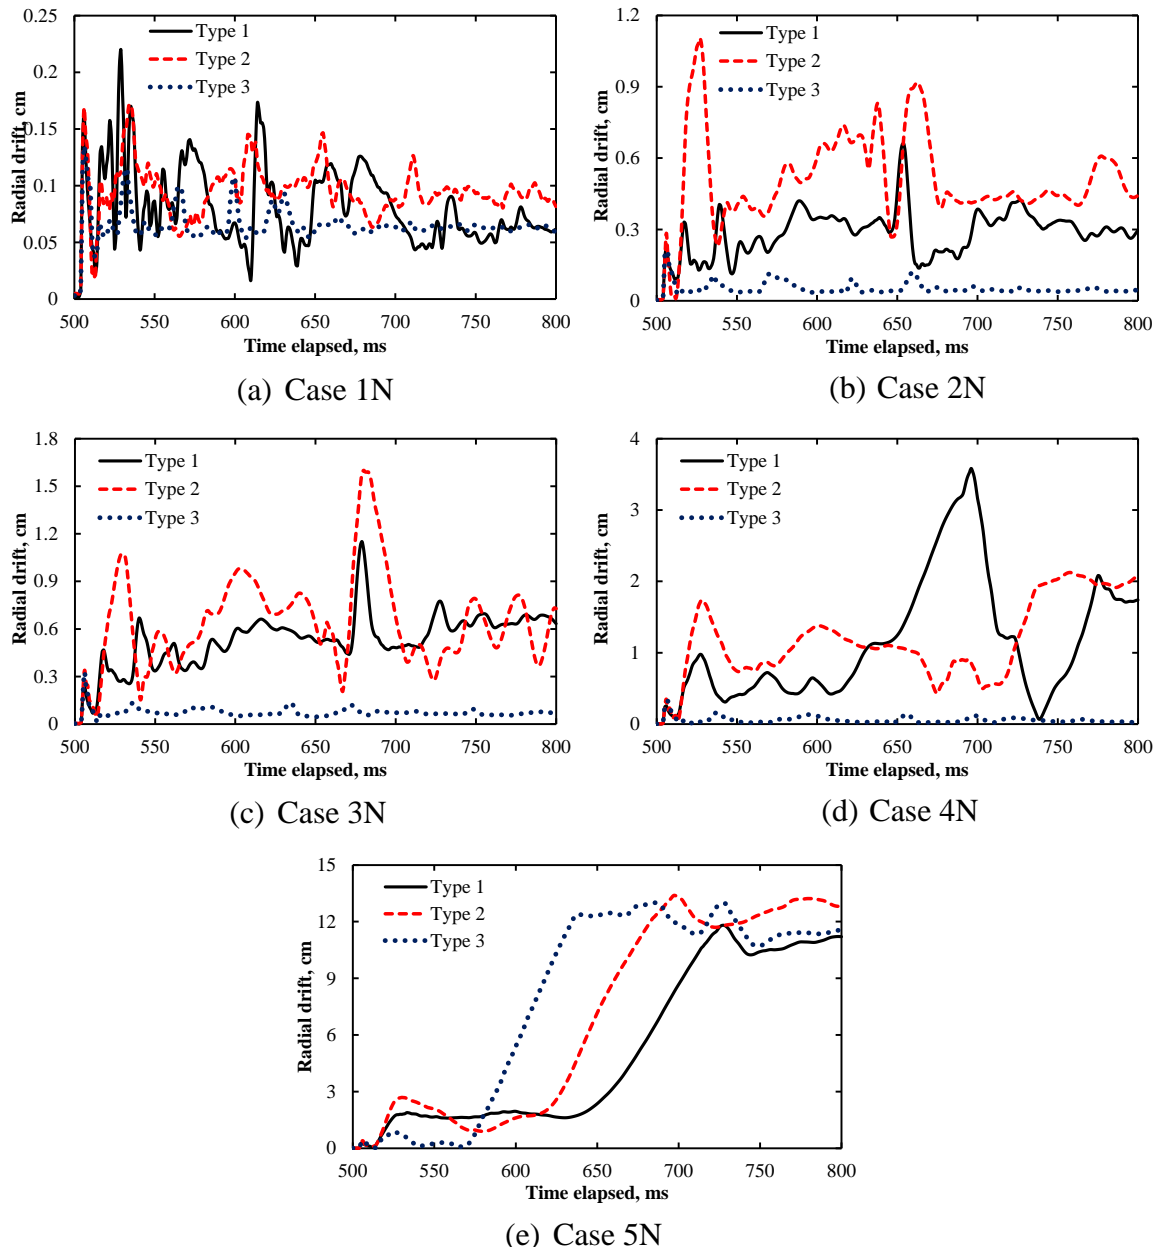 0.25
0.2
0.15
0.1
0.05
0
Radial drift, cm
Type 1
Type 2
Type 3
500 550 600 650 700 750 800
Time elapsed, ms
(a) Case 1N
1.2
0.9
0.6
0.3
0
Radial drift, cm
Type 1
Type 2
Type 3
500 550 600 650 700 750 800
Time elapsed, ms
(b) Case 2N
1.8
1.5
1.2
0.9
0.6
0.3
0
Radial drift, cm
Type 1
Type 2
Type 3
500 550 600 650 700 750 800
Time elapsed, ms
(c) Case 3N
4
3
2
1
0
Radial drift, cm
Type 1
Type 2
Type 3
500 550 600 650 700 750 800
Time elapsed, ms
(d) Case 4N
15
12
9
6
3
0
Radial drift, cm
Type 1
Type 2
Type 3
500 550 600 650 700 750 800
Time elapsed, ms
(e) Case 5N